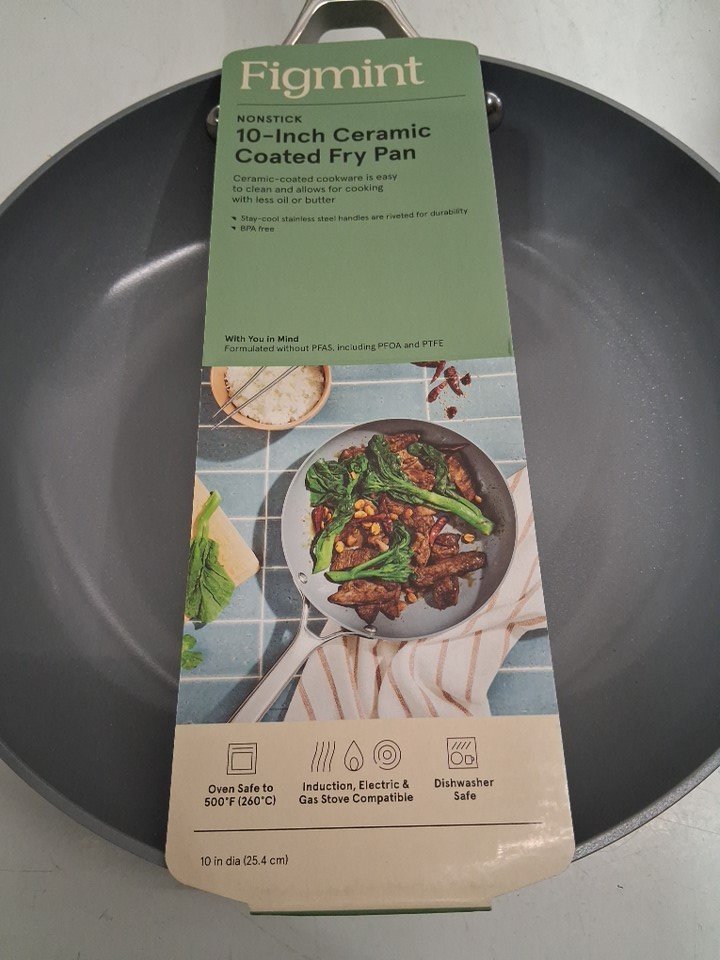 Figmint
NONSTICK
10-Inch Ceramic
Coated Fry Pan
Ceramic-coated cookware is easy
to clean and allows for cooking
with less oil or butter
Stay-cool stainless steel handles are riveted for durability
BPA free
With You in Mind
Formulated without PFAS, including PFOA and PTFE
Oven Safe to
500°F (260°C)
Induction, Electric &
Gas Stove Compatible
Dishwasher
Safe
10 in dia (25.4 cm)